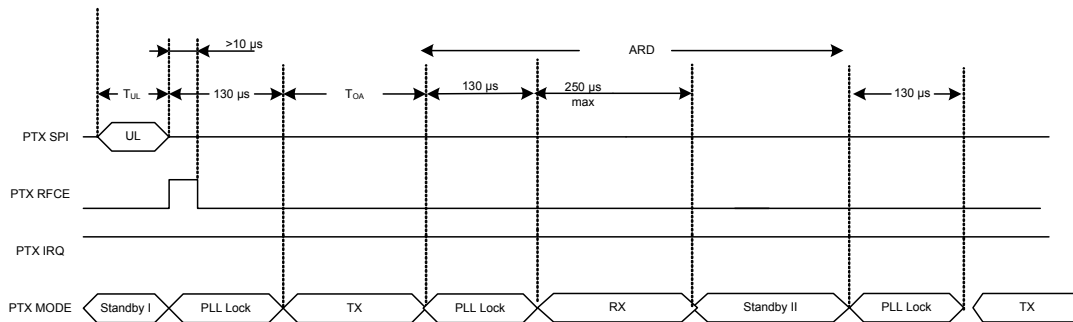 >10 µs
ARD
TUL
130 µs
TOA
130 µs
250 µs
max
130 µs
PTX SPI
UL
PTX RFCE
PTX IRQ
PTX MODE
Standby I
PLL Lock
TX
PLL Lock
RX
Standby II
PLL Lock
TX